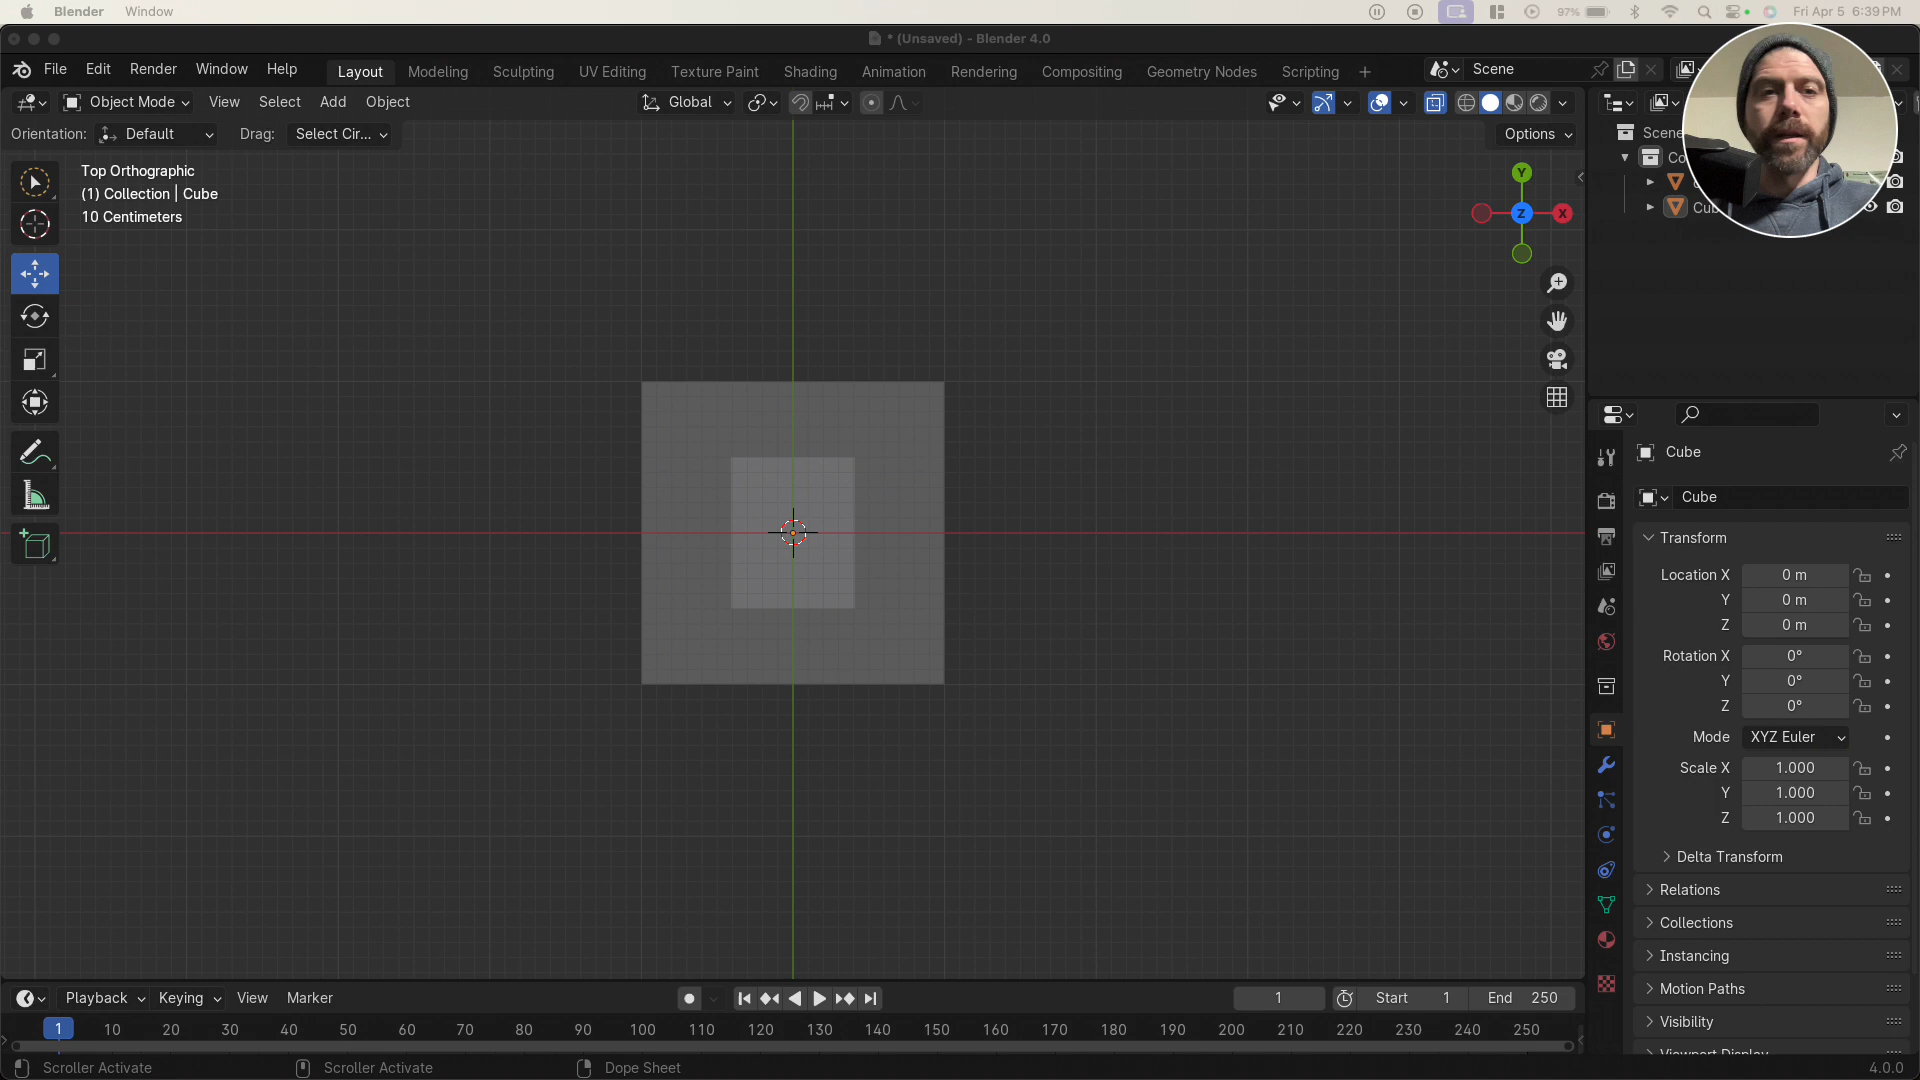 Blender Window 97% Fri Apr 5 6:39 PM
* (Unsaved) - Blender 4.0
File Edit Render Window Help Layout Modeling Sculpting UV Editing Texture Paint Shading Animation Rendering Compositing Geometry Nodes Scripting + Scene
Object Mode View Select Add Object Global
Orientation: Default Drag: Select Cir... Options
Scene
Co
Cub
Top Orthographic
(1) Collection | Cube
10 Centimeters
Y
Z X
Cube
Cube
Transform
Location X 0 m
Y 0 m
Z 0 m
Rotation X 0°
Y 0°
Z 0°
Mode XYZ Euler
Scale X 1.000
Y 1.000
Z 1.000
Delta Transform
Relations
Collections
Instancing
Motion Paths
Visibility
Viewport Display
Playback Keying View Marker 1 Start 1 End 250
1 10 20 30 40 50 60 70 80 90 100 110 120 130 140 150 160 170 180 190 200 210 220 230 240 250
Scroller Activate Scroller Activate Dope Sheet 4.0.0